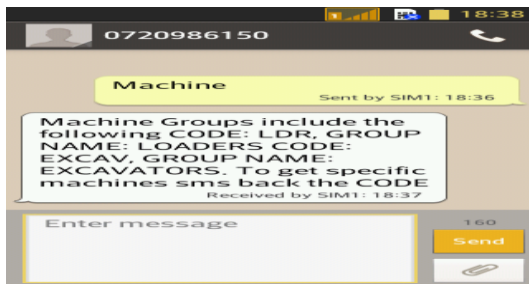 18:38
0720986150
Machine
Sent by SIM1: 18:36
Machine Groups include the
following CODE: LDR, GROUP
NAME: LOADERS CODE:
EXCAV, GROUP NAME:
EXCAVATORS. To get specific
machines sms back the CODE
Received by SIM1: 18:37
Enter message
160
Send